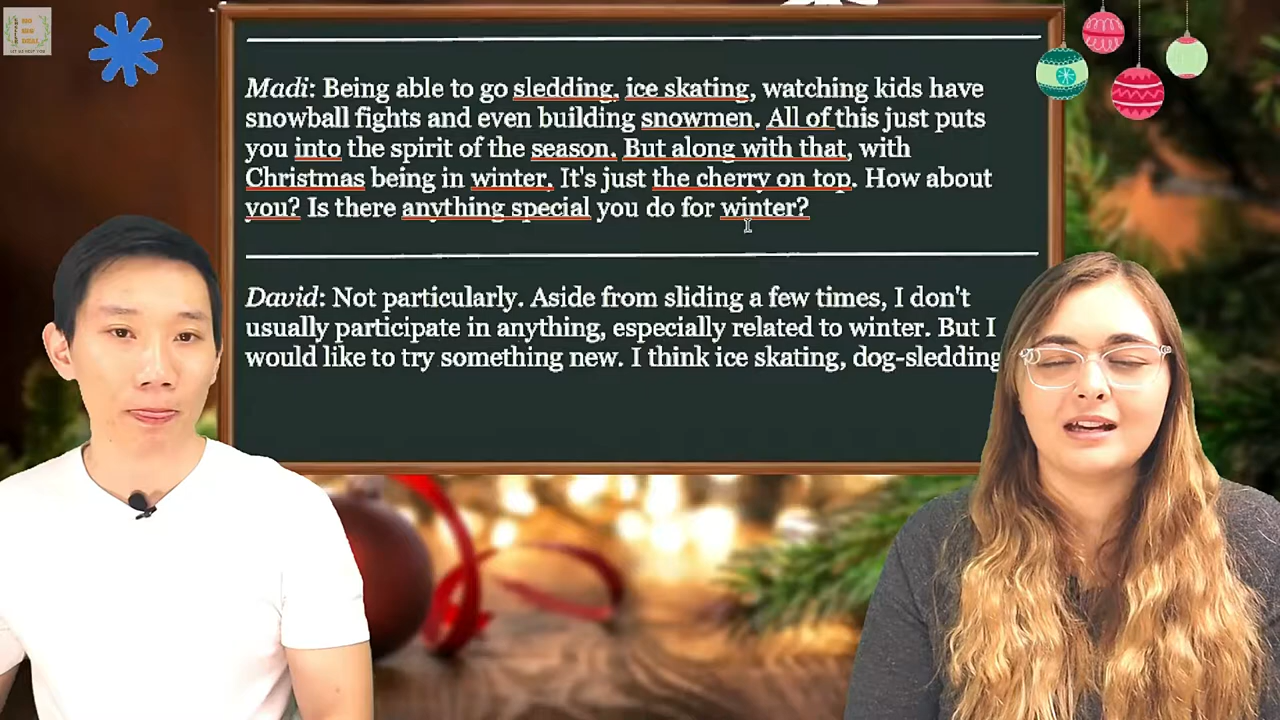 Madi: Being able to go sledding, ice skating, watching kids have
snowball fights and even building snowmen. All of this just puts
you into the spirit of the season. But along with that, with
Christmas being in winter. It's just the cherry on top. How about
you? Is there anything special you do for winter?
David: Not particularly. Aside from sliding a few times, I don't
usually participate in anything, especially related to winter. But I
would like to try something new. I think ice skating, dog-sledding